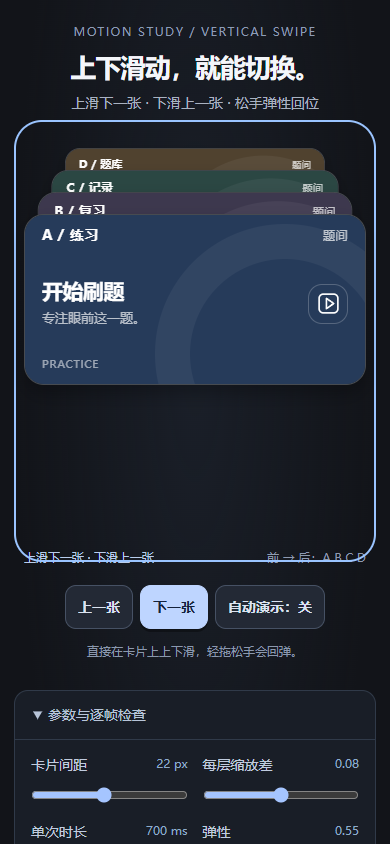 MOTION STUDY / VERTICAL SWIPE
上下滑动，就能切换。
上滑下一张 · 下滑上一张 · 松手弹性回位
D / 题库 题间
C / 记录 题间
B / 复习 题间
A / 练习 题间
开始刷题
专注眼前这一题。
PRACTICE
上滑下一张 · 下滑上一张 前 → 后：A B C D
上一张 下一张 自动演示：关
直接在卡片上上下滑，轻拖松手会回弹。
▼ 参数与逐帧检查
卡片间距 22 px 每层缩放差 0.08
单次时长 700 ms 弹性 0.55